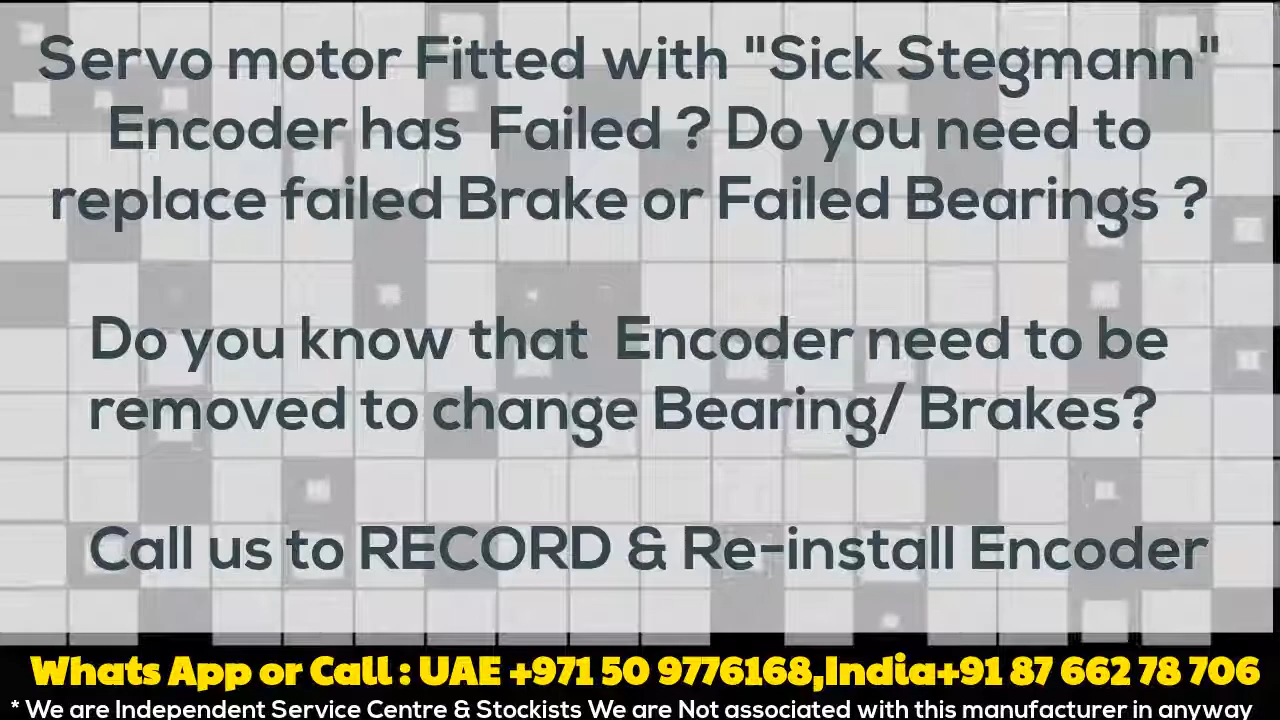 Servo motor Fitted with "Sick Stegmann"
Encoder has Failed ? Do you need to
replace failed Brake or Failed Bearings ?
Do you know that Encoder need to be
removed to change Bearing/ Brakes?
Call us to RECORD & Re-install Encoder
Whats App or Call : UAE +971 50 9776168,India+91 87 662 78 706
* We are Independent Service Centre & Stockists We are Not associated with this manufacturer in anyway